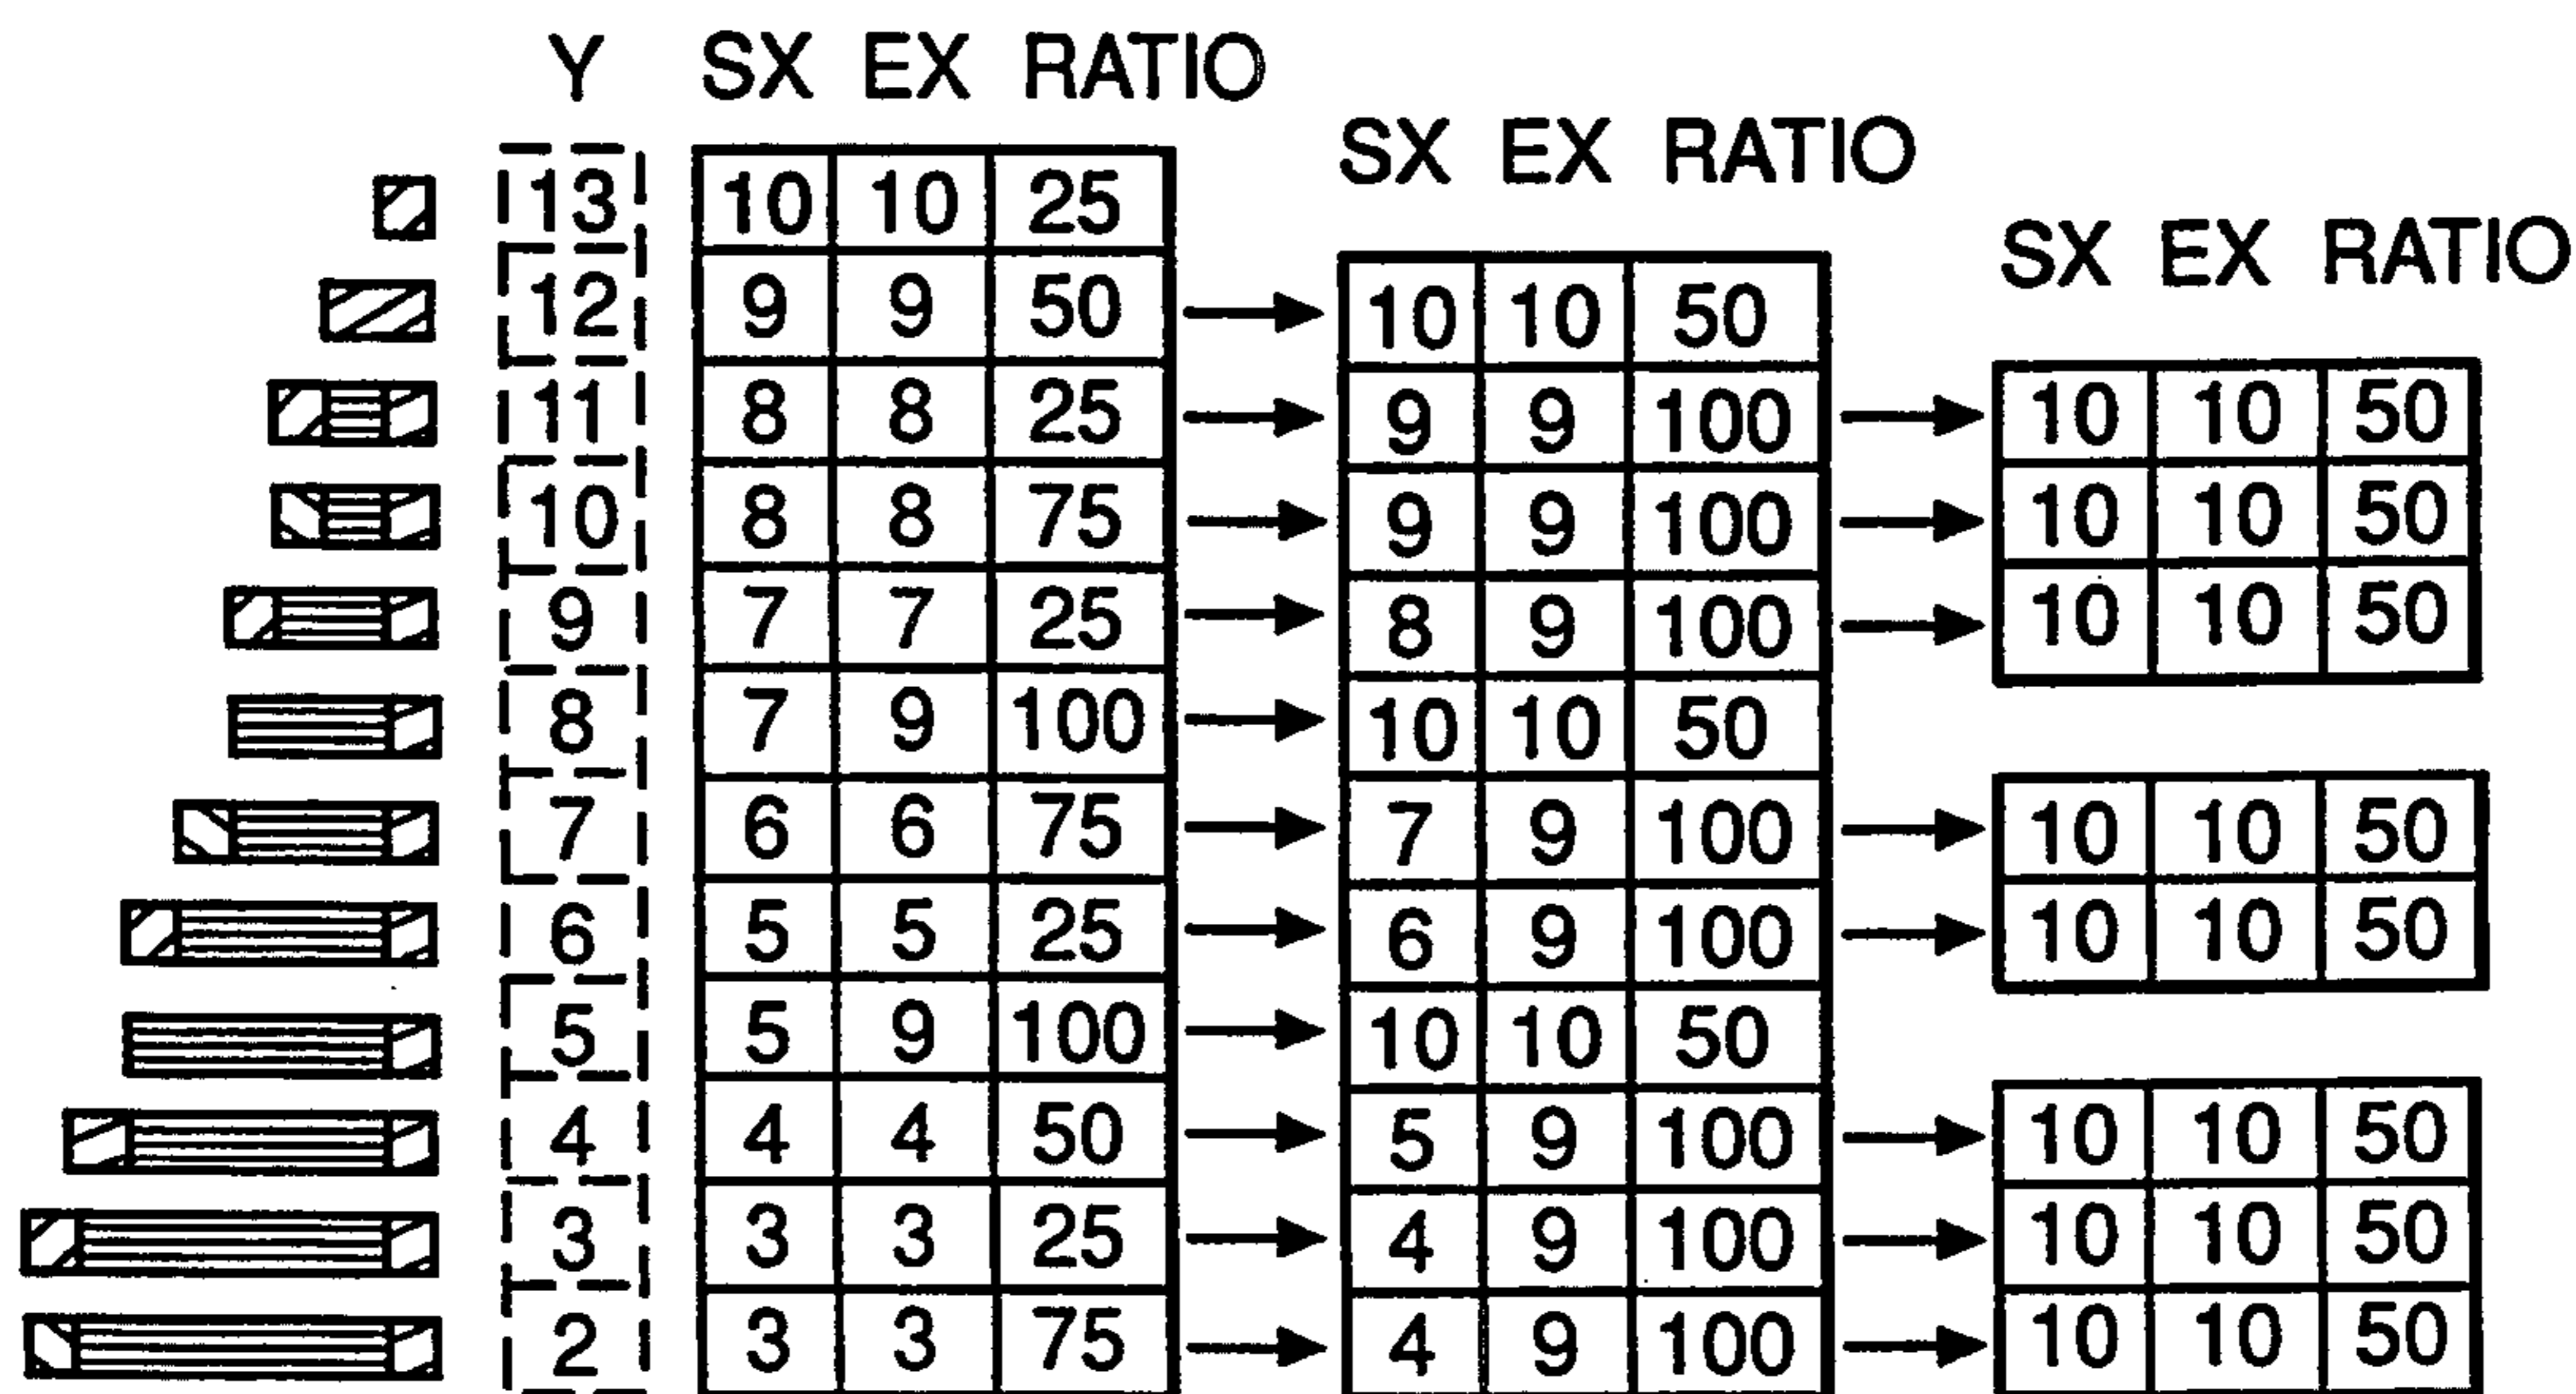 Y SX EX RATIO
SX EX RATIO
SX EX RATIO
13 10 10 25
12 9 9 50 10 10 50
11 8 8 25 9 9 100 10 10 50
10 8 8 75 9 9 100 10 10 50
9 7 7 25 8 9 100 10 10 50
8 7 9 100 10 10 50
7 6 6 75 7 9 100 10 10 50
6 5 5 25 6 9 100 10 10 50
5 5 9 100 10 10 50
4 4 4 50 5 9 100 10 10 50
3 3 3 25 4 9 100 10 10 50
2 3 3 75 4 9 100 10 10 50